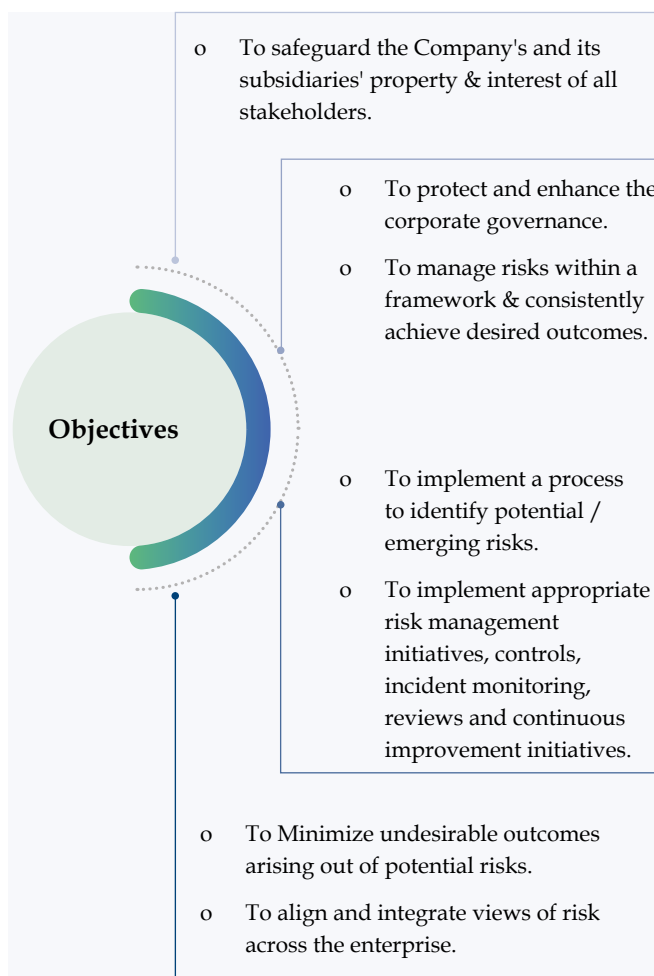 o To safeguard the Company's and its
subsidiaries' property & interest of all
stakeholders.
o To protect and enhance the
corporate governance.
o To manage risks within a
framework & consistently
achieve desired outcomes.
Objectives
o To implement a process
to identify potential /
emerging risks.
o To implement appropriate
risk management
initiatives, controls,
incident monitoring,
reviews and continuous
improvement initiatives.
o To Minimize undesirable outcomes
arising out of potential risks.
o To align and integrate views of risk
across the enterprise.